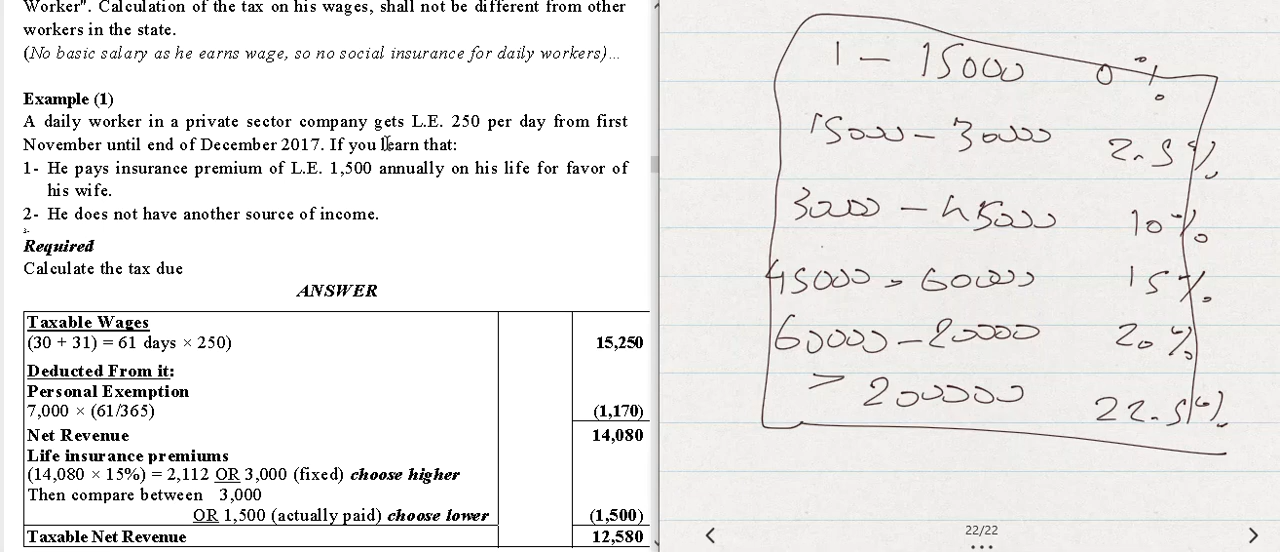 Worker". Calculation of the tax on his wages, shall not be different from other
workers in the state.
(No basic salary as he earns wage, so no social insurance for daily workers)...
Example (1)
A daily worker in a private sector company gets L.E. 250 per day from first
November until end of December 2017. If you learn that:
1- He pays insurance premium of L.E. 1,500 annually on his life for favor of
his wife.
2- He does not have another source of income.
3-
Required
Calculate the tax due
ANSWER
Taxable Wages
(30 + 31) = 61 days × 250) 15,250
Deducted From it:
Personal Exemption
7,000 × (61/365) (1,170)
Net Revenue 14,080
Life insurance premiums
(14,080 × 15%) = 2,112 OR 3,000 (fixed) choose higher
Then compare between 3,000
OR 1,500 (actually paid) choose lower (1,500)
Taxable Net Revenue 12,580
1 – 15000 0%
15000 – 30000 2.5%
30000 – 45000 10%
45000 - 60000 15%
60000 – 20000 20%
> 200000 22.5%
22/22